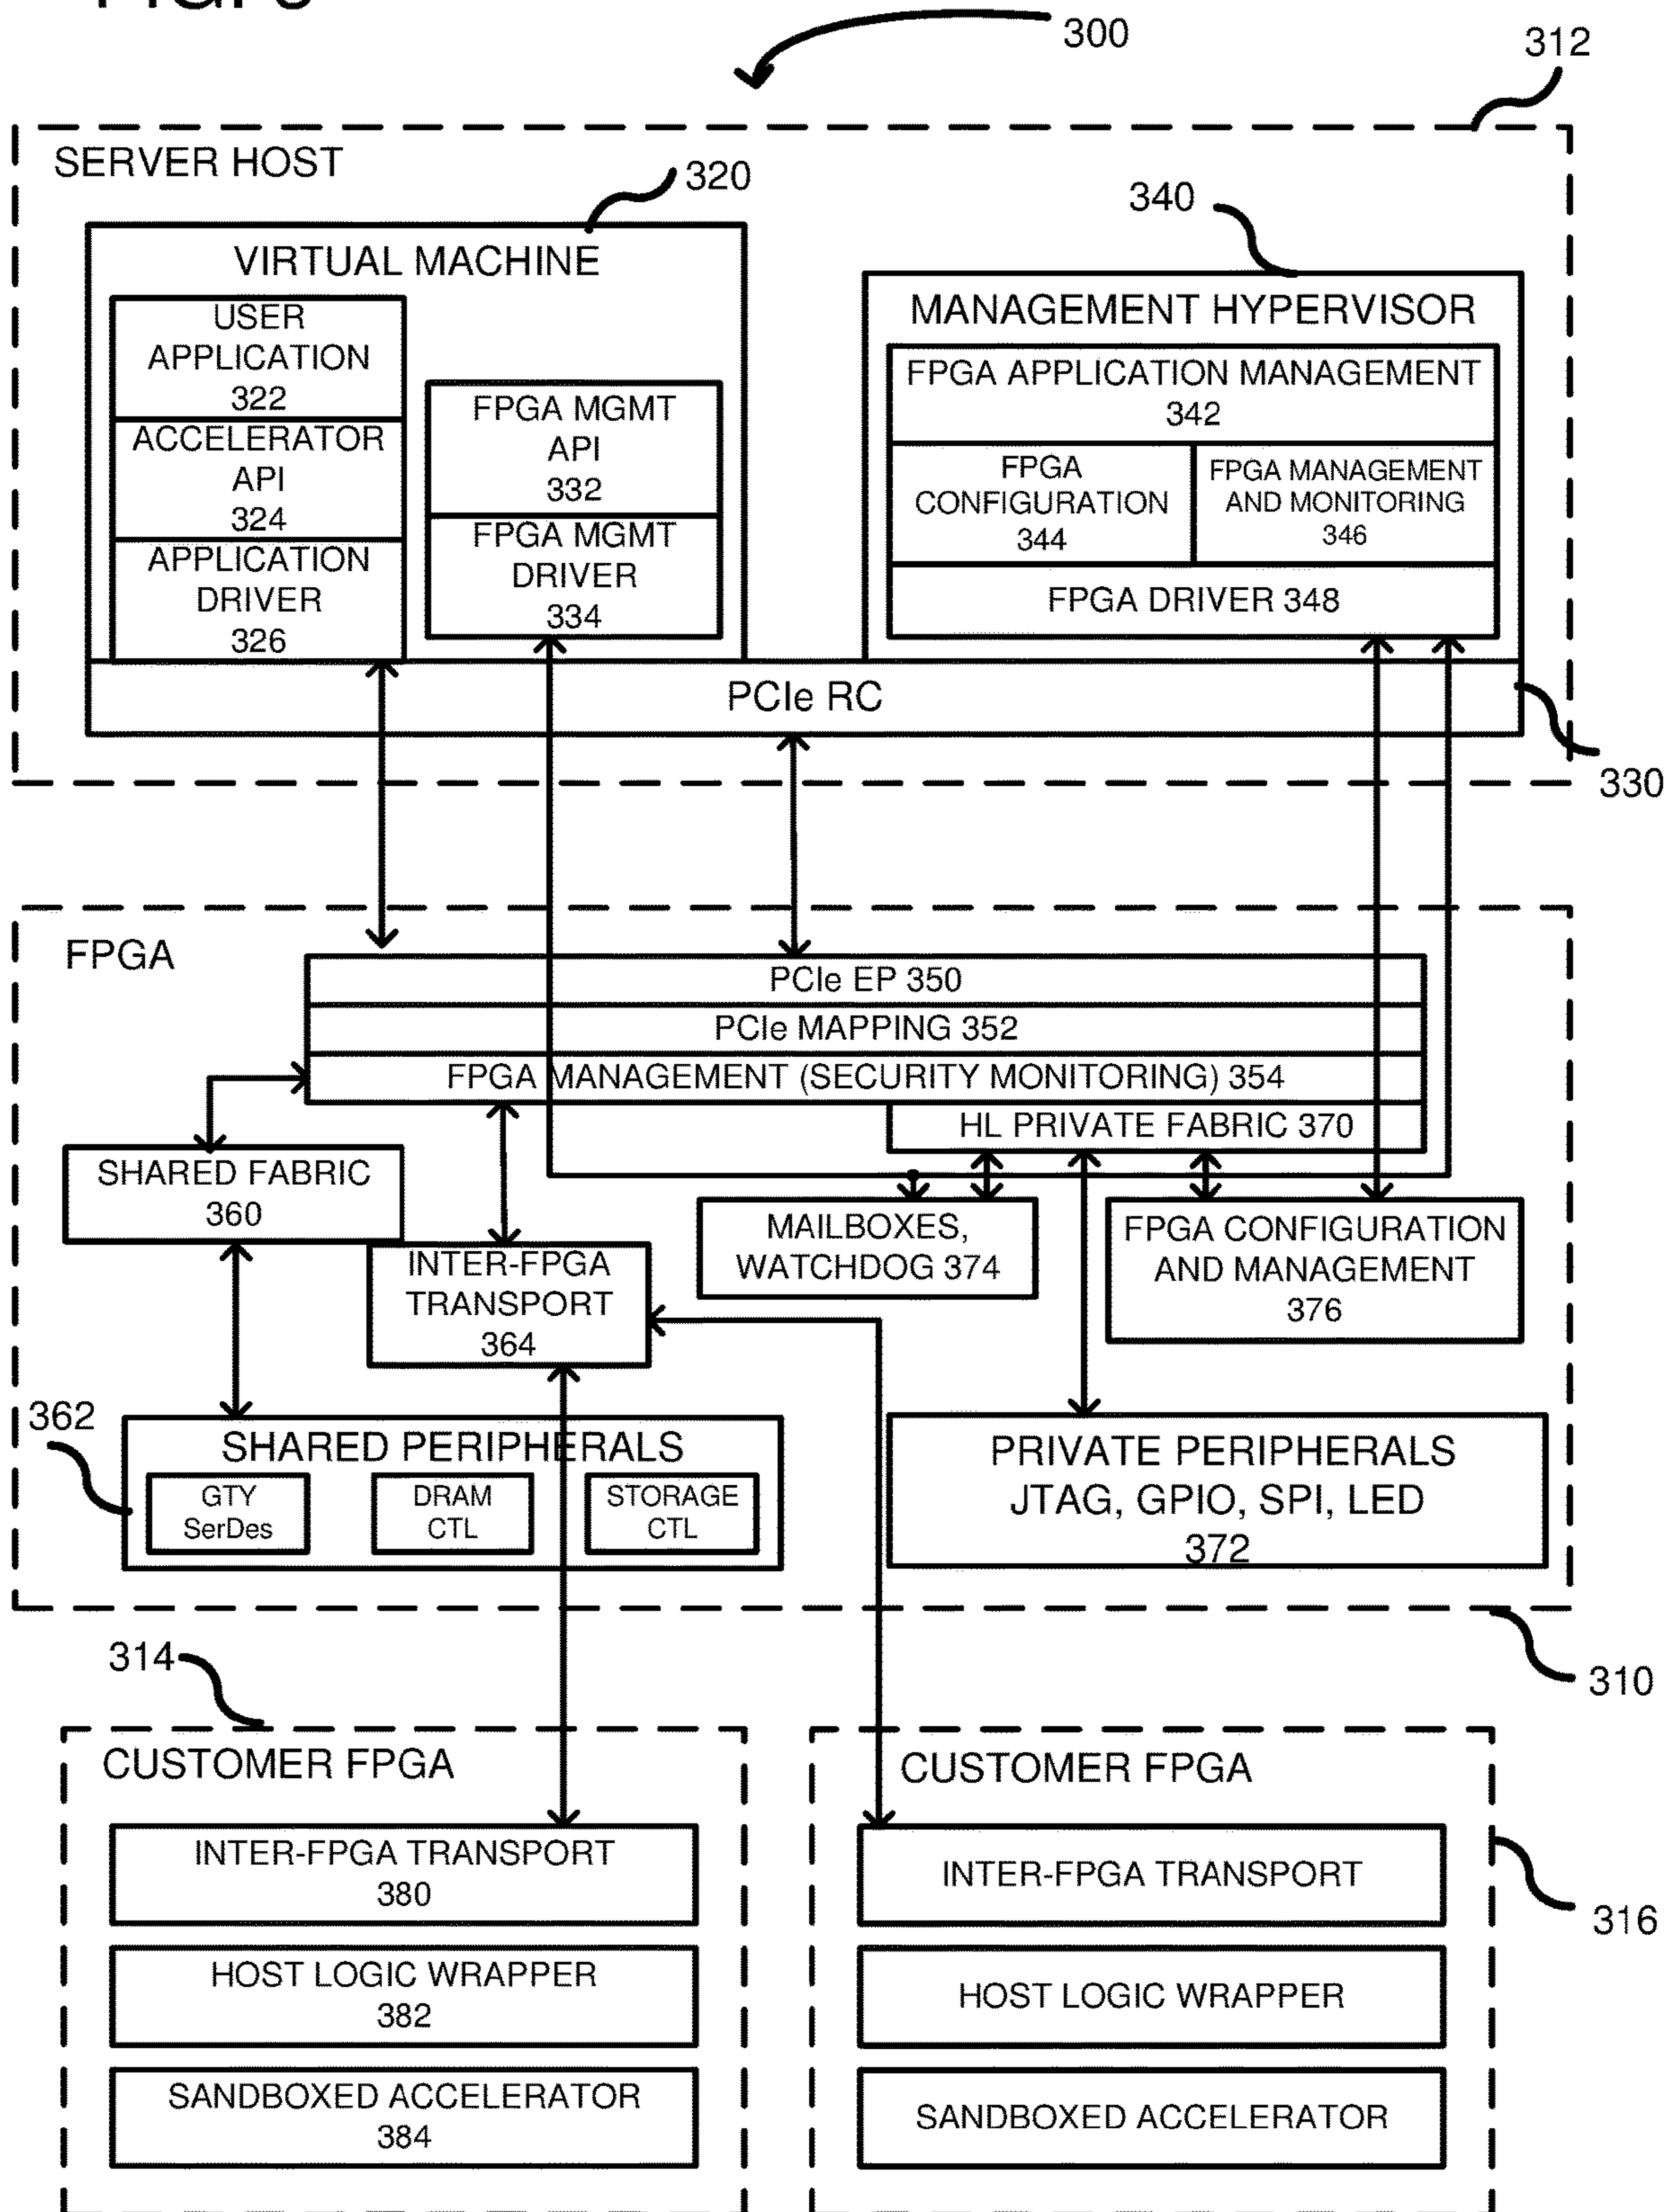 300
312
SERVER HOST
320
340
VIRTUAL MACHINE
USER
APPLICATION
322
ACCELERATOR
API
324
APPLICATION
DRIVER
326
FPGA MGMT
API
332
FPGA MGMT
DRIVER
334
MANAGEMENT HYPERVISOR
FPGA APPLICATION MANAGEMENT
342
FPGA
CONFIGURATION
344
FPGA MANAGEMENT
AND MONITORING
346
FPGA DRIVER 348
PCIe RC
330
FPGA
PCIe EP 350
PCIe MAPPING 352
FPGA MANAGEMENT (SECURITY MONITORING) 354
HL PRIVATE FABRIC 370
SHARED FABRIC
360
INTER-FPGA
TRANSPORT
364
MAILBOXES,
WATCHDOG 374
FPGA CONFIGURATION
AND MANAGEMENT
376
362
SHARED PERIPHERALS
GTY
SerDes
DRAM
CTL
STORAGE
CTL
PRIVATE PERIPHERALS
JTAG, GPIO, SPI, LED
372
310
314
CUSTOMER FPGA
INTER-FPGA TRANSPORT
380
HOST LOGIC WRAPPER
382
SANDBOXED ACCELERATOR
384
CUSTOMER FPGA
INTER-FPGA TRANSPORT
316
HOST LOGIC WRAPPER
SANDBOXED ACCELERATOR